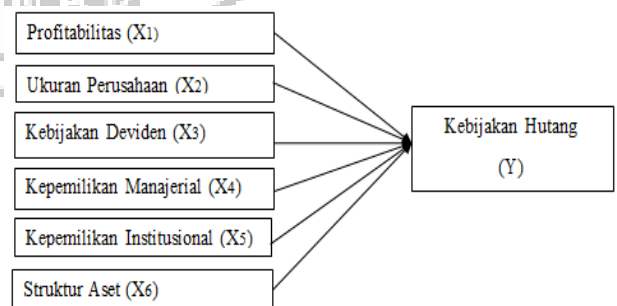 Profitabilitas (X1)
Ukuran Perusahaan (X2)
Kebijakan Deviden (X3)
Kepemilikan Manajerial (X4)
Kepemilikan Institusional (X5)
Struktur Aset (X6)
Kebijakan Hutang
(Y)